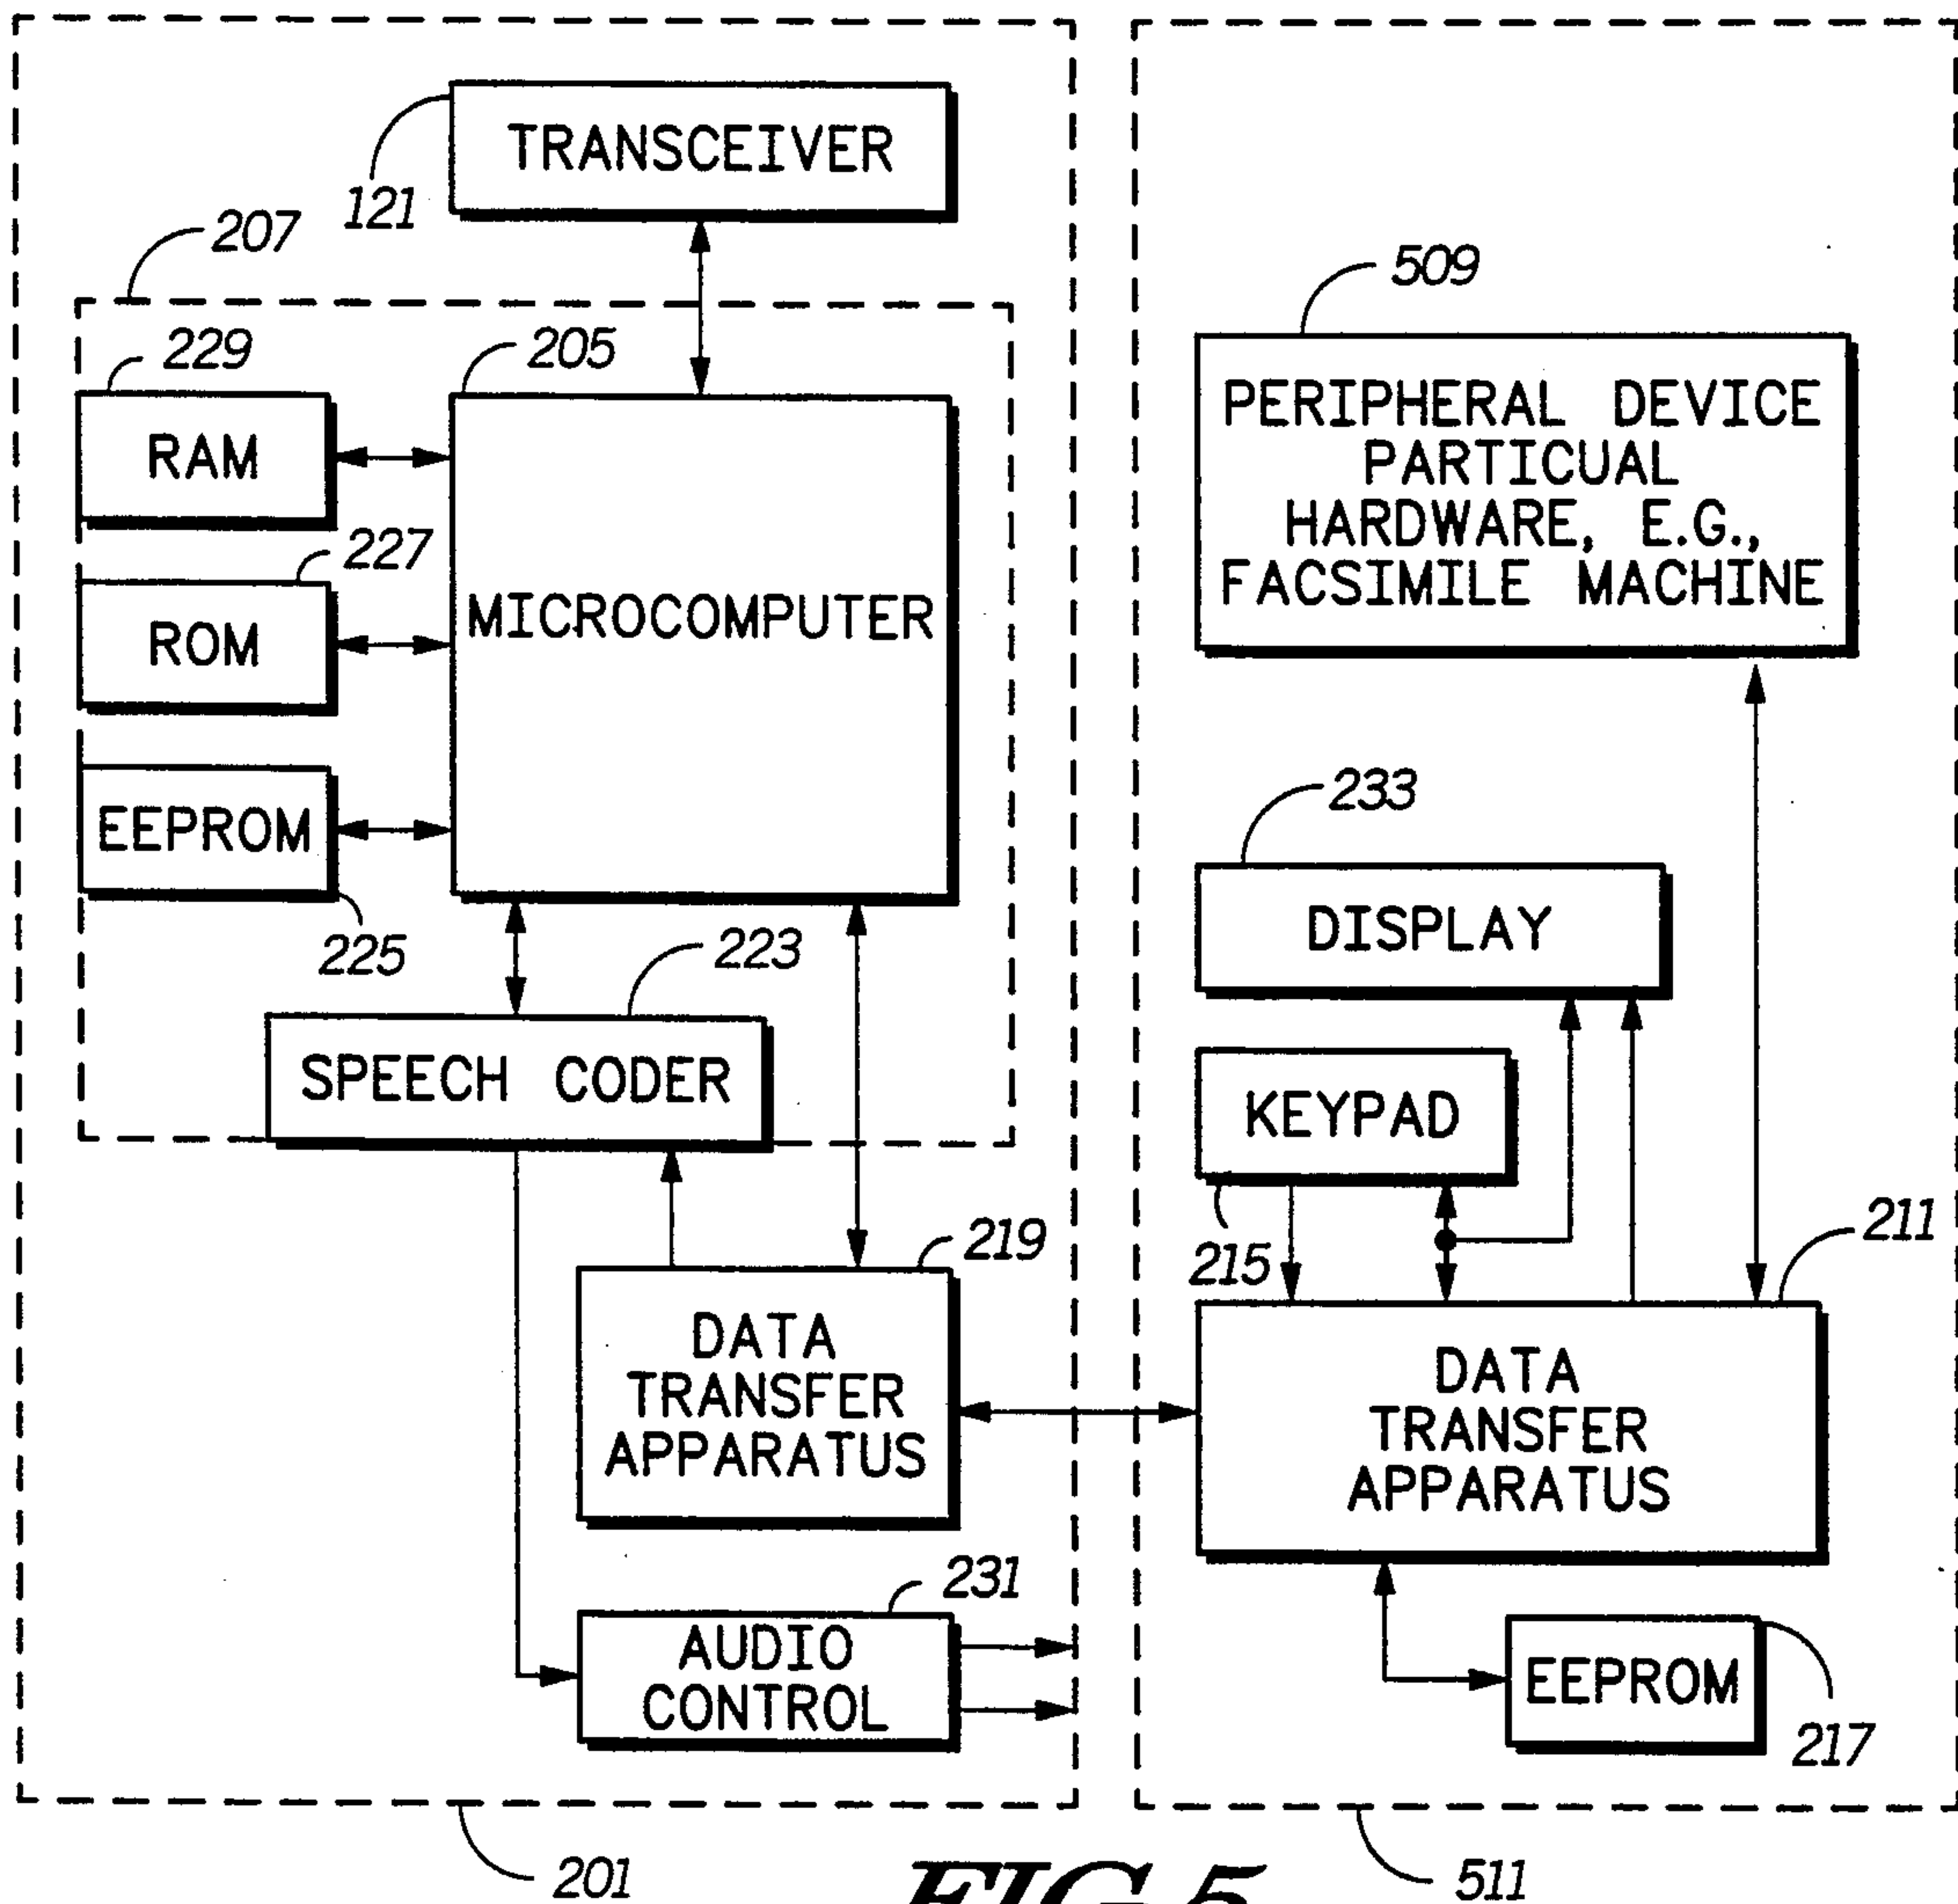 TRANSCEIVER
121
207
229
205
RAM
227
ROM
MICROCOMPUTER
EEPROM
225
223
SPEECH CODER
219
DATA
TRANSFER
APPARATUS
231
AUDIO
CONTROL
201
509
PERIPHERAL DEVICE
PARTICUAL
HARDWARE, E.G.,
FACSIMILE MACHINE
233
DISPLAY
KEYPAD
215
211
DATA
TRANSFER
APPARATUS
EEPROM
217
511
FIG.5